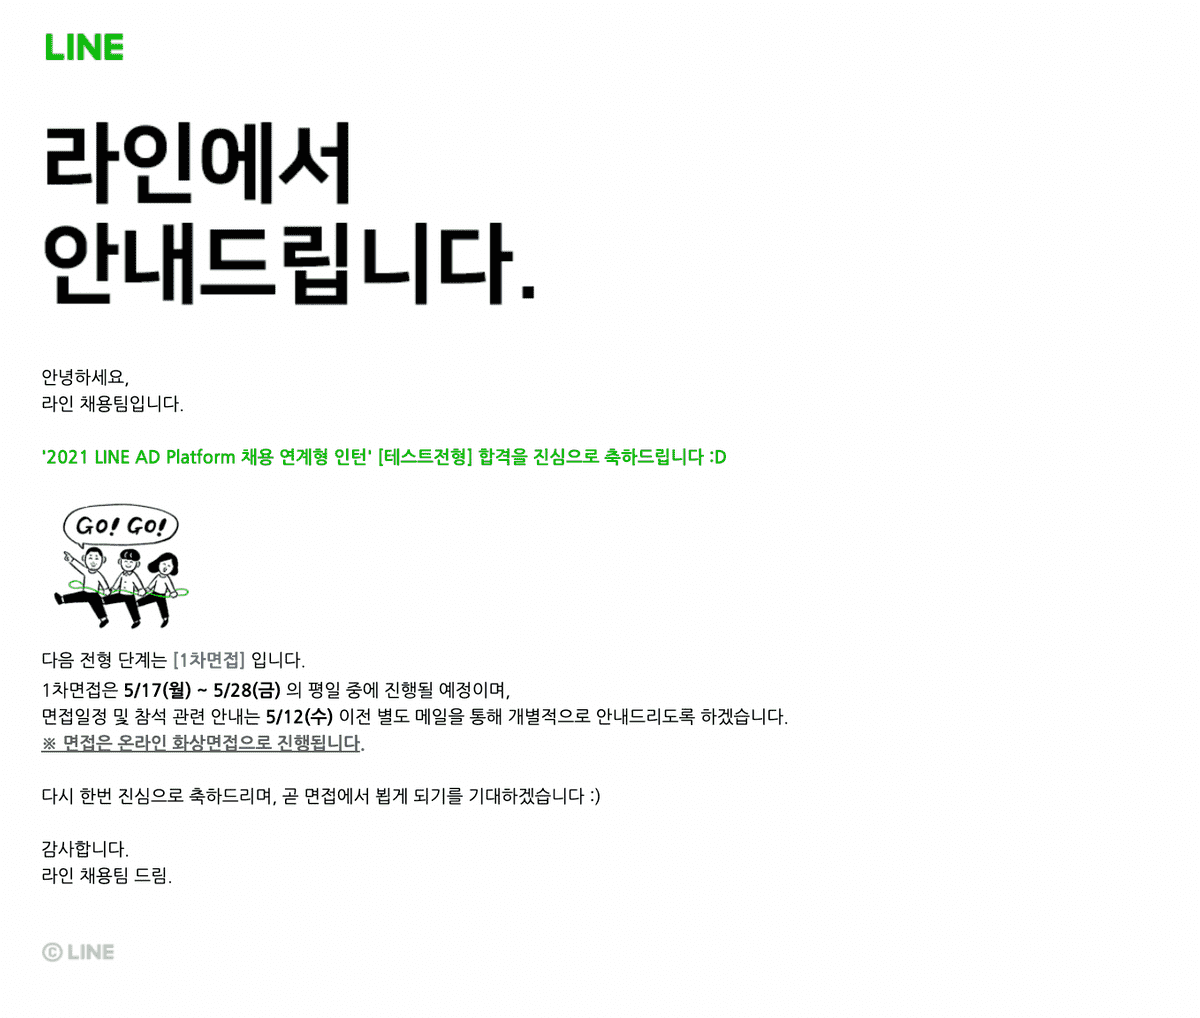 LINE
라인에서
안내드립니다.
안녕하세요,
라인 채용팀입니다.
'2021 LINE AD Platform 채용 연계형 인턴' [테스트전형] 합격을 진심으로 축하드립니다 :D
GO! GO!
다음 전형 단계는 [1차면접] 입니다.
1차면접은 5/17(월) ~ 5/28(금) 의 평일 중에 진행될 예정이며,
면접일정 및 참석 관련 안내는 5/12(수) 이전 별도 메일을 통해 개별적으로 안내드리도록 하겠습니다.
※ 면접은 온라인 화상면접으로 진행됩니다.
다시 한번 진심으로 축하드리며, 곧 면접에서 뵙게 되기를 기대하겠습니다 :)
감사합니다.
라인 채용팀 드림.
© LINE